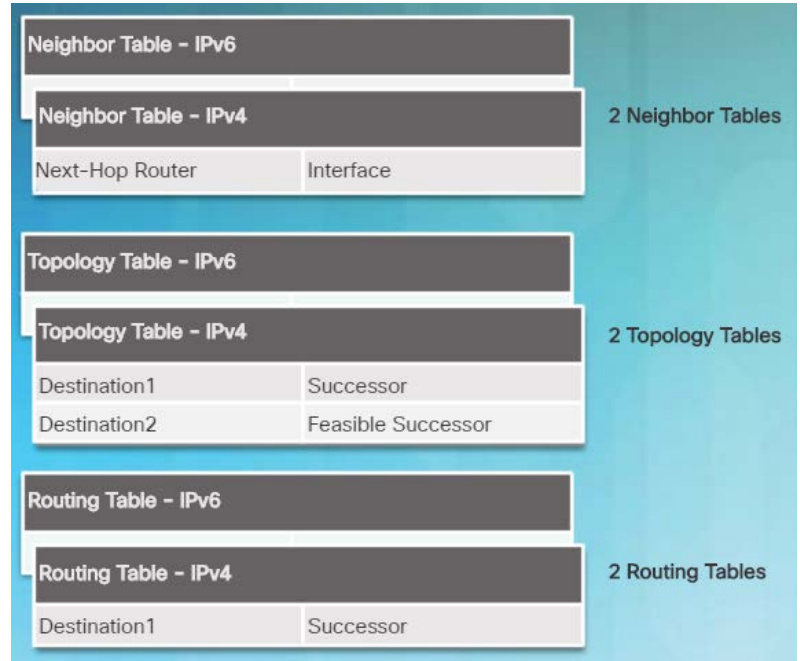 Neighbor Table - IPv6
Neighbor Table - IPv4
2 Neighbor Tables
Next-Hop Router Interface
Topology Table - IPv6
Topology Table - IPv4
2 Topology Tables
Destination1 Successor
Destination2 Feasible Successor
Routing Table - IPv6
Routing Table - IPv4
2 Routing Tables
Destination1 Successor